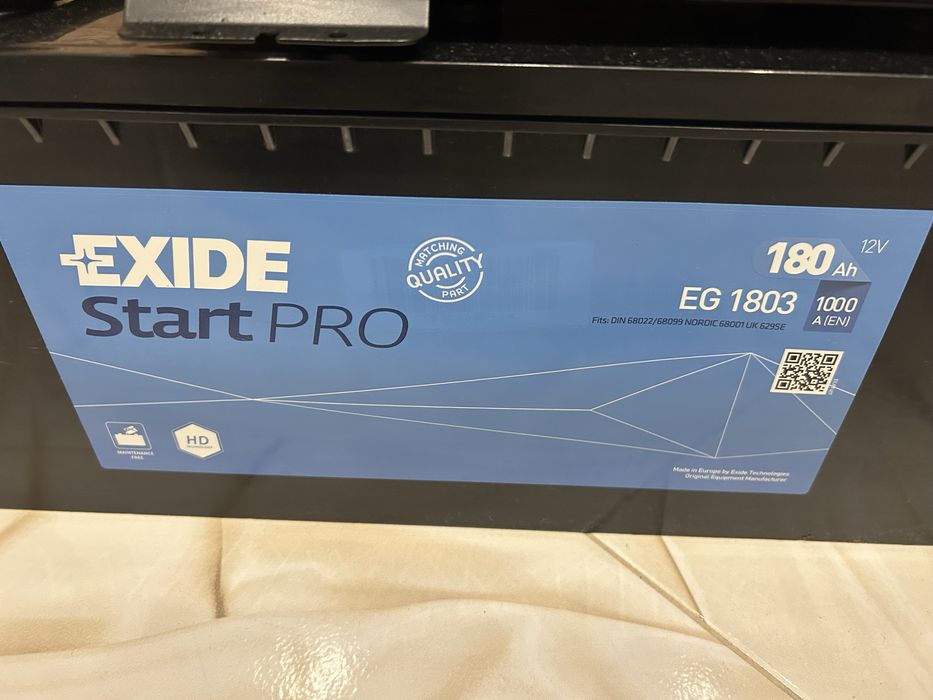 EXIDE
Start PRO
MATCHING
QUALITY
PART
180 Ah 12V
EG 1803
1000
A (EN)
Fits: DIN 68022/68099 NORDIC 68001 UK 629SE
MAINTENANCE
FREE
HD
TECHNOLOGY
Made in Europe by Exide Technologies
Original Equipment Manufacturer